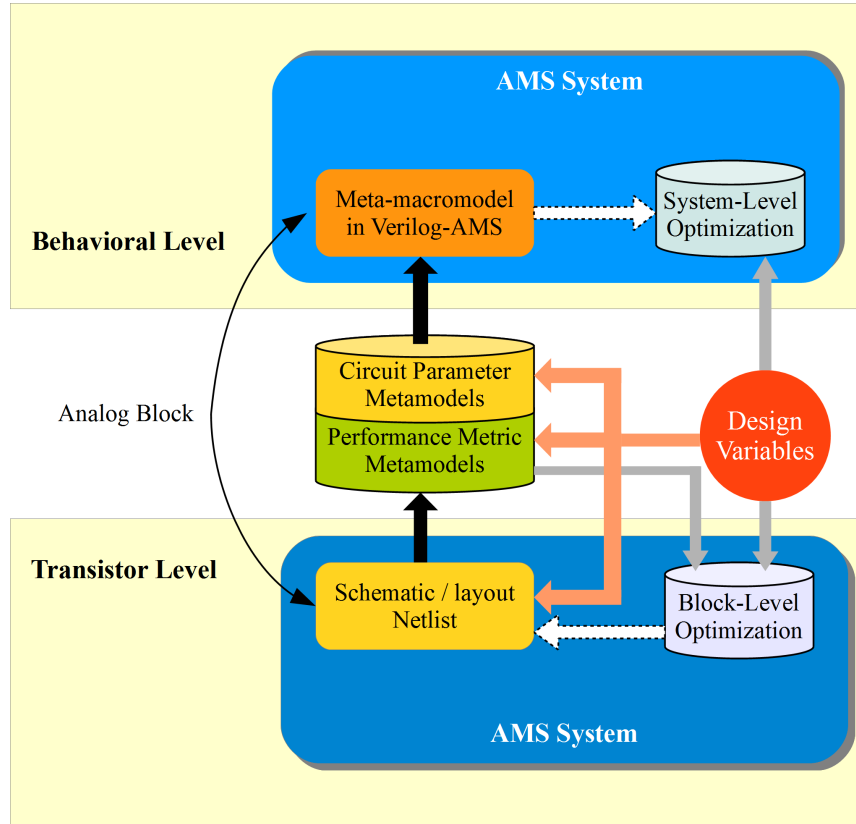 AMS System
Meta-macromodel
in Verilog-AMS
System-Level
Optimization
Behavioral Level
Circuit Parameter
Metamodels
Analog Block
Performance Metric
Metamodels
Design
Variables
Transistor Level
Schematic / layout
Netlist
Block-Level
Optimization
AMS System